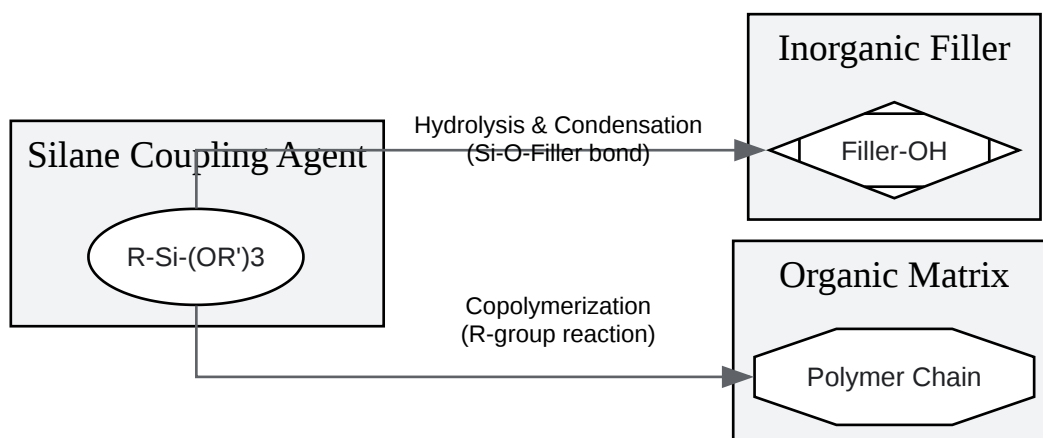 Silane Coupling Agent
R-Si-(OR')3
Hydrolysis & Condensation
(Si-O-Filler bond)
Inorganic Filler
Filler-OH
Copolymerization
(R-group reaction)
Organic Matrix
Polymer Chain